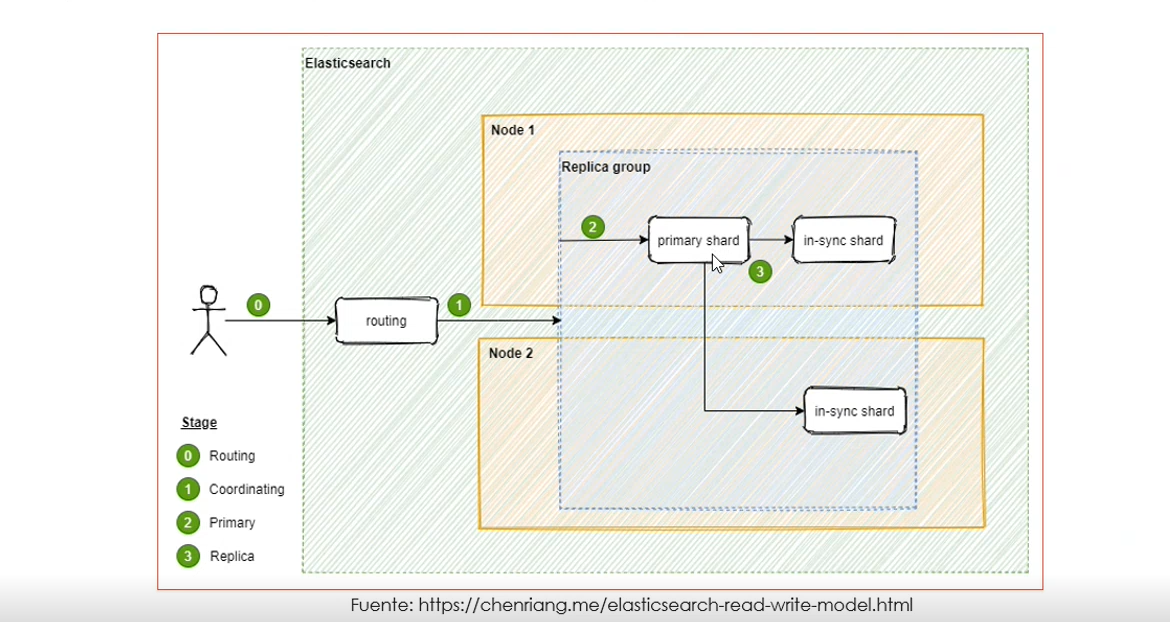 Elasticsearch
Node 1
Replica group
2
primary shard
in-sync shard
3
0
routing
1
Node 2
in-sync shard
Stage
0 Routing
1 Coordinating
2 Primary
3 Replica
Fuente: https://chenriang.me/elasticsearch-read-write-model.html